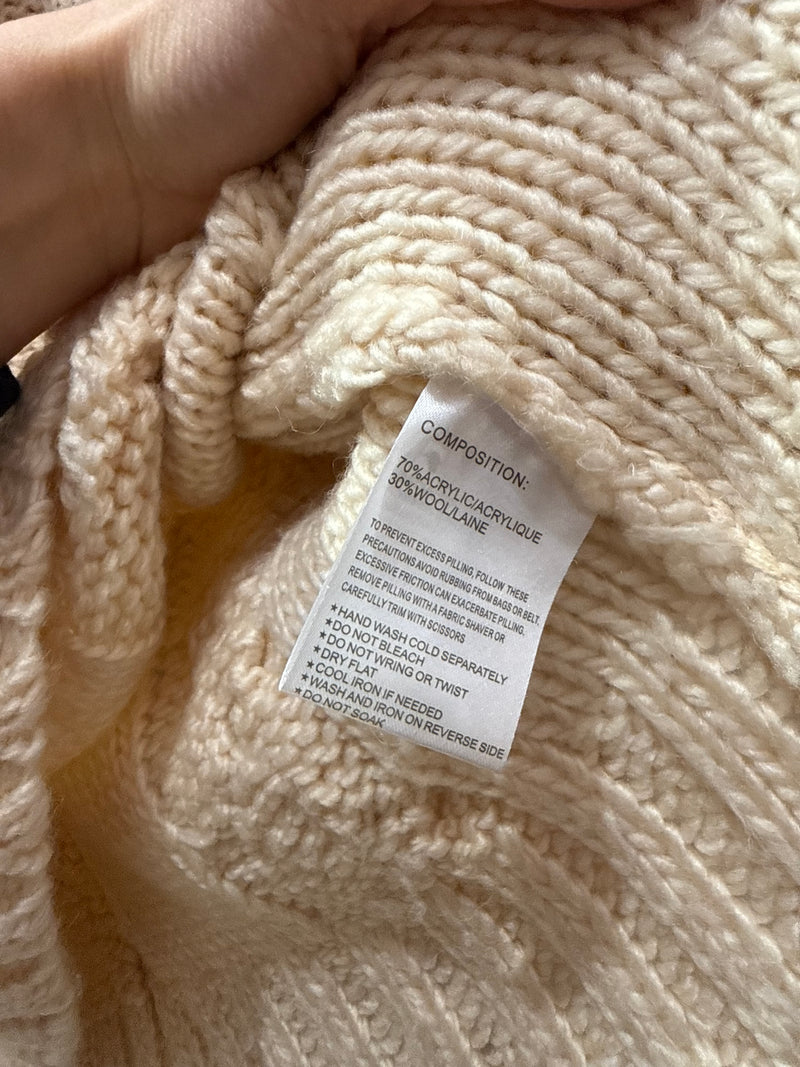 COMPOSITION:
70%ACRYLIC/ACRYLIQUE
30%WOOL/LAINE
TO PREVENT EXCESS PILLING, FOLLOW THESE
PRECAUTIONS AVOID RUBBING FROM BAGS OR BELT.
EXCESSIVE FRICTION CAN EXACERBATE PILLING.
REMOVE PILLING WITH A FABRIC SHAVER OR
CAREFULLY TRIM WITH SCISSORS
★HAND WASH COLD SEPARATELY
★DO NOT BLEACH
★DO NOT WRING OR TWIST
★DRY FLAT
★COOL IRON IF NEEDED
★WASH AND IRON ON REVERSE SIDE
★DO NOT SOAK